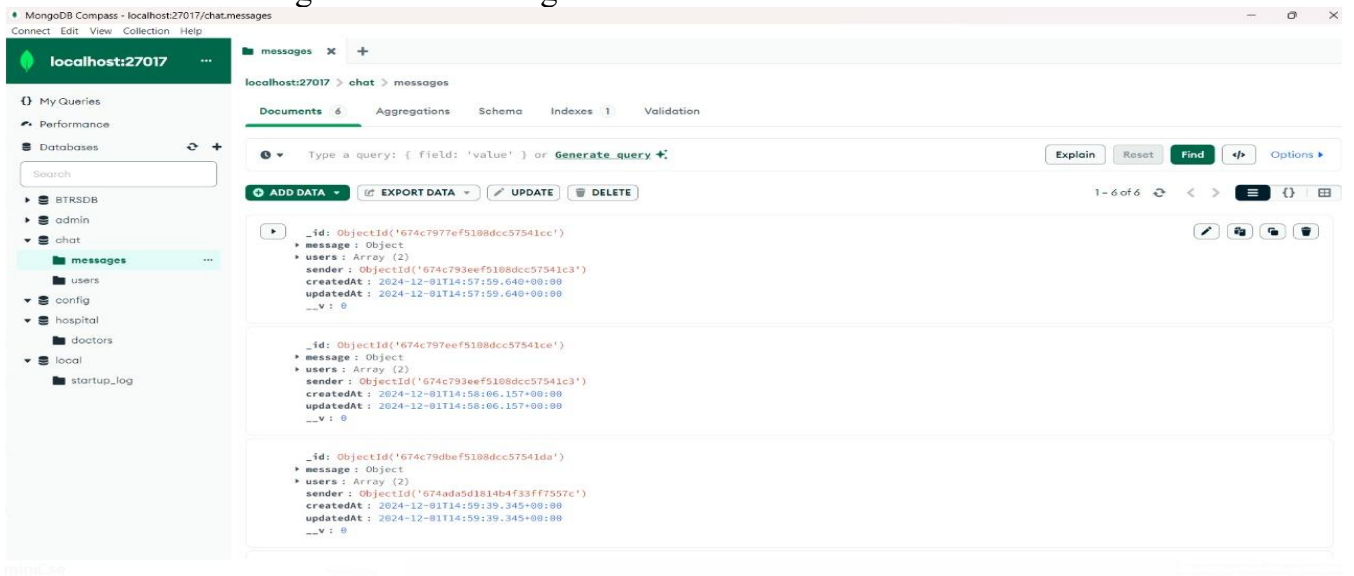 MongoDB Compass - localhost:27017/chat.messages
Connect Edit View Collection Help
localhost:27017 ...
{} My Queries
Performance
Databases
Search
BTRSDB
admin
chat
messages ...
users
config
hospital
doctors
local
startup_log
messages
localhost:27017 > chat > messages
Documents 6 Aggregations Schema Indexes 1 Validation
Type a query: { field: 'value' } or Generate query
Explain Reset Find </> Options
ADD DATA EXPORT DATA UPDATE DELETE
1 – 6 of 6 {}
_id: ObjectId('674c7977ef5108dcc57541cc')
message : Object
users : Array (2)
sender : ObjectId('674c793eef5108dcc57541c3')
createdAt : 2024-12-01T14:57:59.640+00:00
updatedAt : 2024-12-01T14:57:59.640+00:00
__v : 0
_id: ObjectId('674c797eef5108dcc57541ce')
message : Object
users : Array (2)
sender : ObjectId('674c793eef5108dcc57541c3')
createdAt : 2024-12-01T14:58:06.157+00:00
updatedAt : 2024-12-01T14:58:06.157+00:00
__v : 0
_id: ObjectId('674c79dbef5108dcc57541da')
message : Object
users : Array (2)
sender : ObjectId('674ada5d1814b4f33ff7557c')
createdAt : 2024-12-01T14:59:39.345+00:00
updatedAt : 2024-12-01T14:59:39.345+00:00
__v : 0